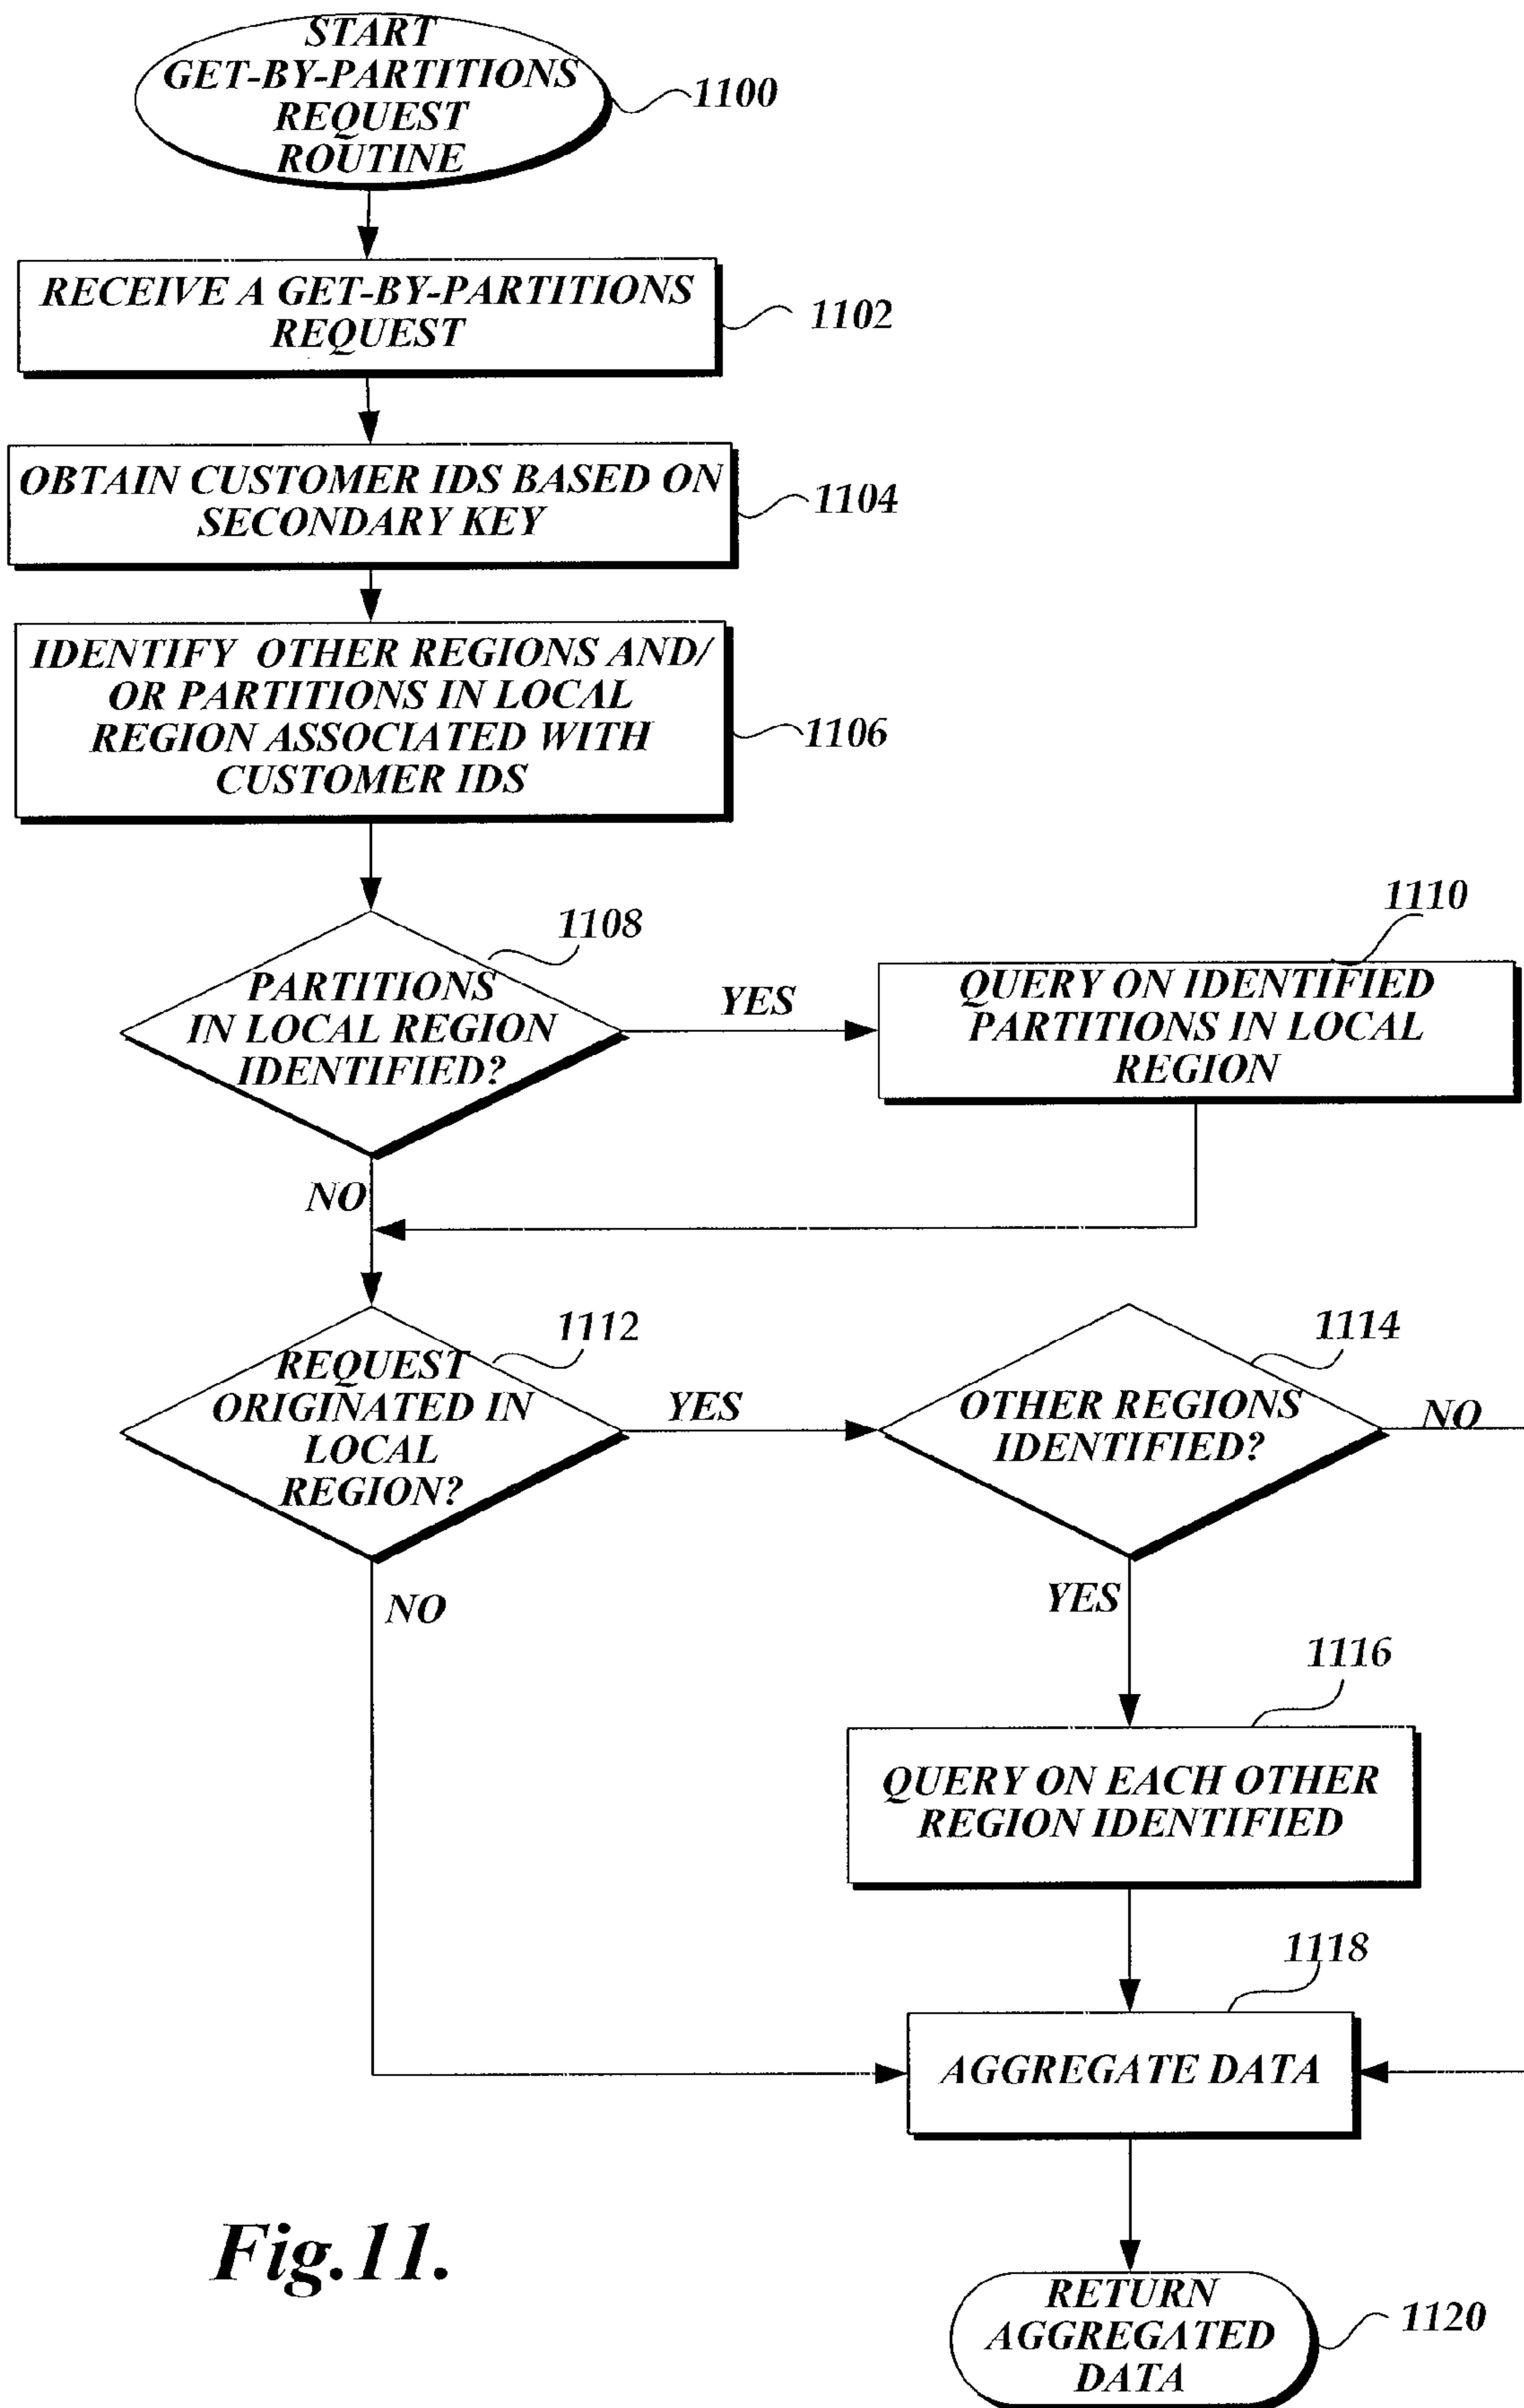 START
GET-BY-PARTITIONS
REQUEST
ROUTINE
1100
RECEIVE A GET-BY-PARTITIONS
REQUEST
1102
OBTAIN CUSTOMER IDS BASED ON
SECONDARY KEY
1104
IDENTIFY OTHER REGIONS AND/
OR PARTITIONS IN LOCAL
REGION ASSOCIATED WITH
CUSTOMER IDS
1106
1108
PARTITIONS
IN LOCAL REGION
IDENTIFIED?
YES
NO
1110
QUERY ON IDENTIFIED
PARTITIONS IN LOCAL
REGION
1112
REQUEST
ORIGINATED IN
LOCAL
REGION?
YES
NO
1114
OTHER REGIONS
IDENTIFIED?
NO
YES
1116
QUERY ON EACH OTHER
REGION IDENTIFIED
1118
AGGREGATE DATA
RETURN
AGGREGATED
DATA
1120
Fig.11.